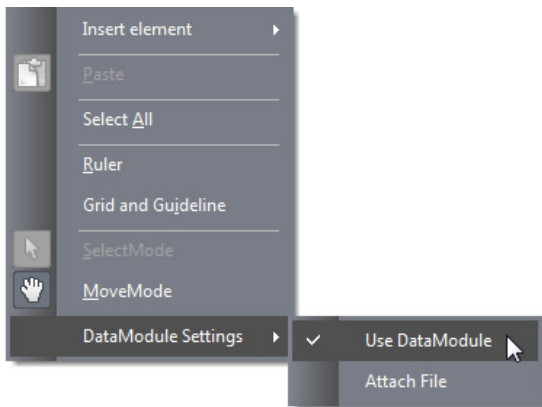 Insert element
Paste
Select All
Ruler
Grid and Guideline
SelectMode
MoveMode
DataModule Settings
Use DataModule
Attach File